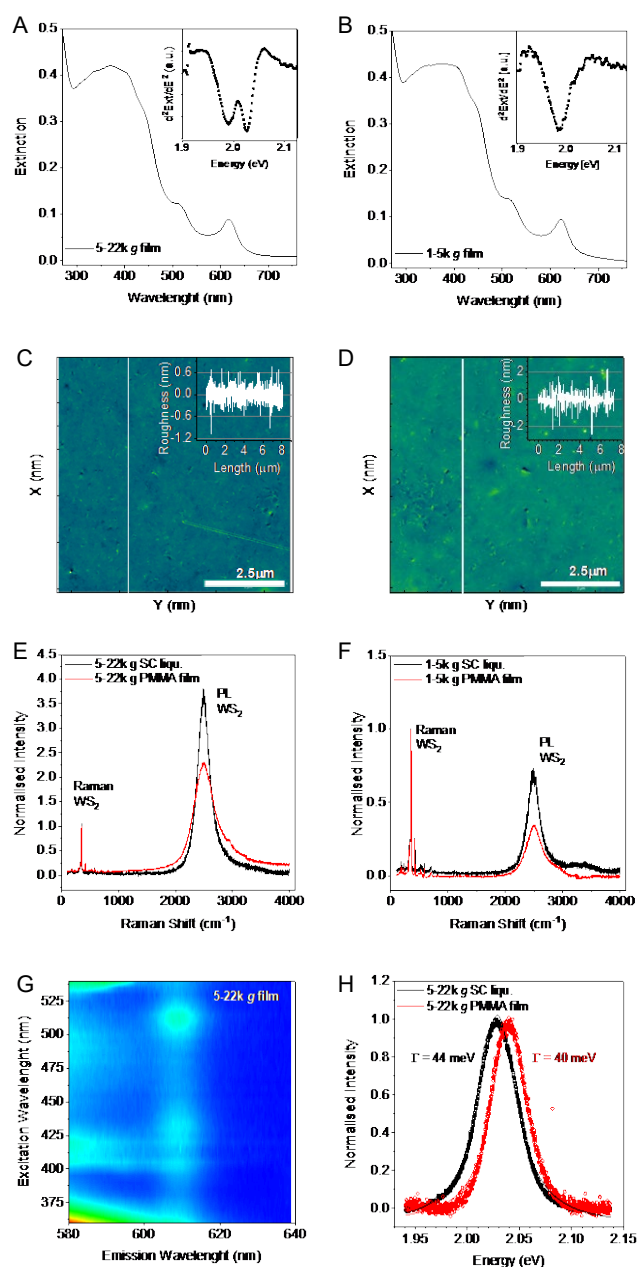 A
B
0.5
0.4
0.3
0.2
0.1
0.0
Extinction
300 400 500 600 700
Wavelenght (nm)
5-22k g film
d²Ext/dE² (a.u.)
1.9 2.0 2.1
Energy (eV)
0.5
0.4
0.3
0.2
0.1
0.0
Extinction
300 400 500 600 700
Wavelenght (nm)
1-5k g film
d²Ext/dE² [a.u]
1.9 2.0 2.1
Energy [eV]
C
D
X (nm)
Y (nm)
Roughness (nm)
0.6
0.0
-0.6
-1.2
0 2 4 6 8
Length (µm)
2.5µm
X (nm)
Y (nm)
Roughness (nm)
2
0
-2
0 2 4 6 8
Length (µm)
2.5µm
E
F
5-22k g SC liqu.
5-22k g PMMA film
PL
WS₂
Raman
WS₂
4.5
4.0
3.5
3.0
2.5
2.0
1.5
1.0
0.5
0.0
Normalised Intensity
0 1000 2000 3000 4000
Raman Shift (cm⁻¹)
1-5k g SC liqu.
1-5k g PMMA film
Raman
WS₂
PL
WS₂
1.5
1.0
0.5
0.0
Normalised Intensity
0 1000 2000 3000 4000
Raman Shift (cm⁻¹)
G
H
5-22k g film
525
500
475
450
425
400
375
Excitation Wavelenght (nm)
580 600 620 640
Emission Wavelenght (nm)
5-22k g SC liqu.
5-22k g PMMA film
Γ = 44 meV
Γ = 40 meV
1.0
0.8
0.6
0.4
0.2
0.0
Normalised Intensity
1.95 2.00 2.05 2.10 2.15
Energy (eV)